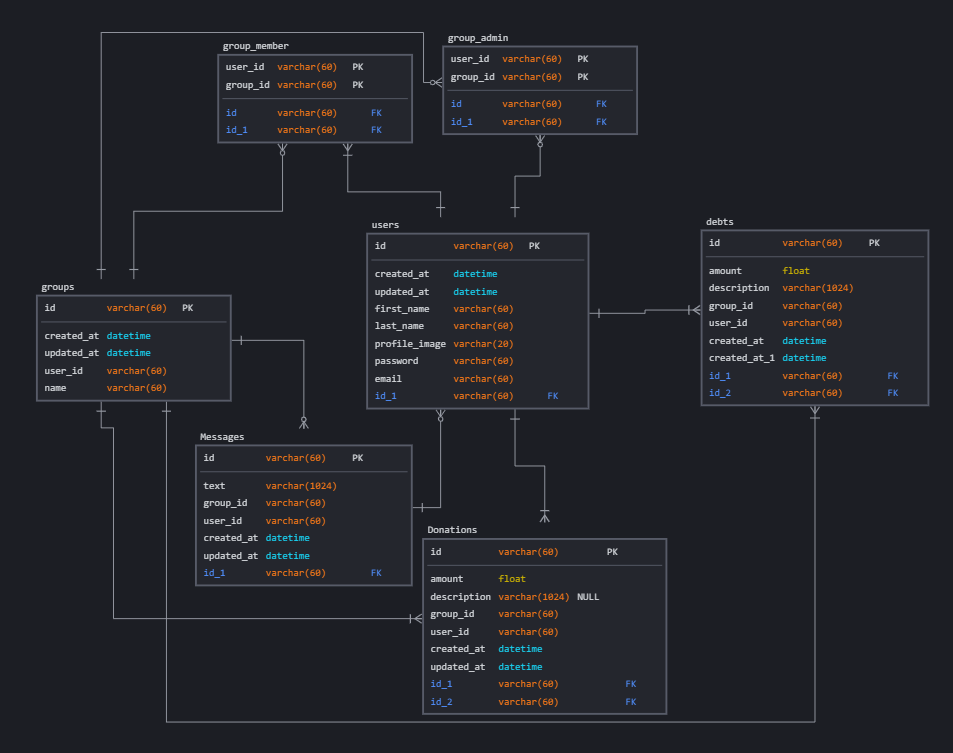 group_member
user_id varchar(60) PK
group_id varchar(60) PK
id varchar(60) FK
id_1 varchar(60) FK
group_admin
user_id varchar(60) PK
group_id varchar(60) PK
id varchar(60) FK
id_1 varchar(60) FK
users
id varchar(60) PK
created_at datetime
updated_at datetime
first_name varchar(60)
last_name varchar(60)
profile_image varchar(20)
password varchar(60)
email varchar(60)
id_1 varchar(60) FK
debts
id varchar(60) PK
amount float
description varchar(1024)
group_id varchar(60)
user_id varchar(60)
created_at datetime
created_at_1 datetime
id_1 varchar(60) FK
id_2 varchar(60) FK
groups
id varchar(60) PK
created_at datetime
updated_at datetime
user_id varchar(60)
name varchar(60)
Messages
id varchar(60) PK
text varchar(1024)
group_id varchar(60)
user_id varchar(60)
created_at datetime
updated_at datetime
id_1 varchar(60) FK
Donations
id varchar(60) PK
amount float
description varchar(1024) NULL
group_id varchar(60)
user_id varchar(60)
created_at datetime
updated_at datetime
id_1 varchar(60) FK
id_2 varchar(60) FK